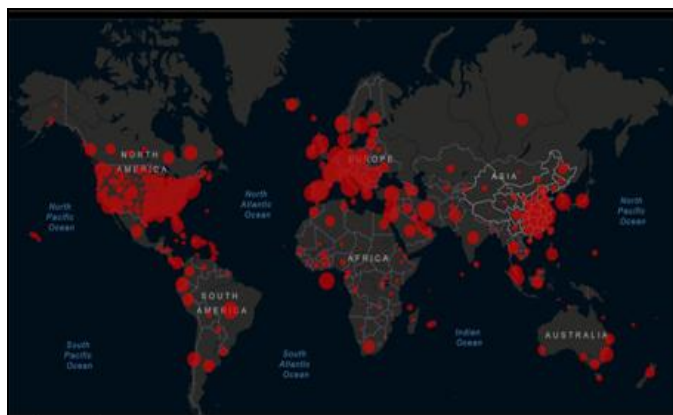 NORTH
AMERICA
EUROPE
ASIA
North
Pacific
Ocean
North
Atlantic
Ocean
North
Pacific
Ocean
AFRICA
SOUTH
AMERICA
Indian
Ocean
AUSTRALIA
South
Pacific
Ocean
South
Atlantic
Ocean